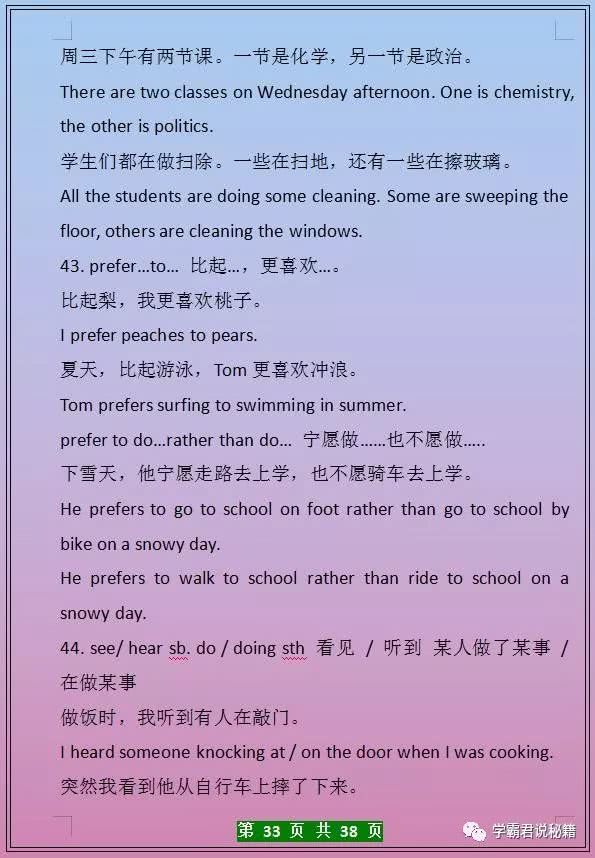 周三下午有两节课。一节是化学，另一节是政治。
There are two classes on Wednesday afternoon. One is chemistry,
the other is politics.
学生们都在做扫除。一些在扫地，还有一些在擦玻璃。
All the students are doing some cleaning. Some are sweeping the
floor, others are cleaning the windows.
43. prefer…to… 比起…，更喜欢…。
比起梨，我更喜欢桃子。
I prefer peaches to pears.
夏天，比起游泳，Tom 更喜欢冲浪。
Tom prefers surfing to swimming in summer.
prefer to do…rather than do… 宁愿做……也不愿做…..
下雪天，他宁愿走路去上学，也不愿骑车去上学。
He prefers to go to school on foot rather than go to school by
bike on a snowy day.
He prefers to walk to school rather than ride to school on a
snowy day.
44. see/ hear sb. do / doing sth 看见 / 听到 某人做了某事 /
在做某事
做饭时，我听到有人在敲门。
I heard someone knocking at / on the door when I was cooking.
突然我看到他从自行车上摔了下来。
第 33 页 共 38 页
学霸君说秘籍